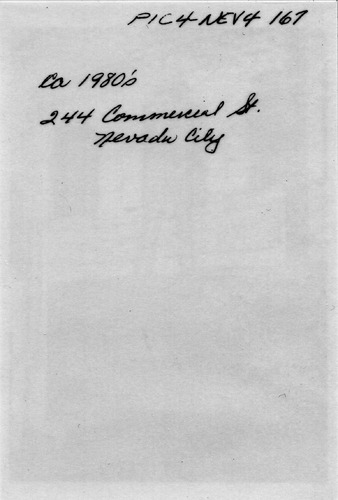 PIC4-NEV4 167
Ca 1980's
244 Commercial St.
Nevada City